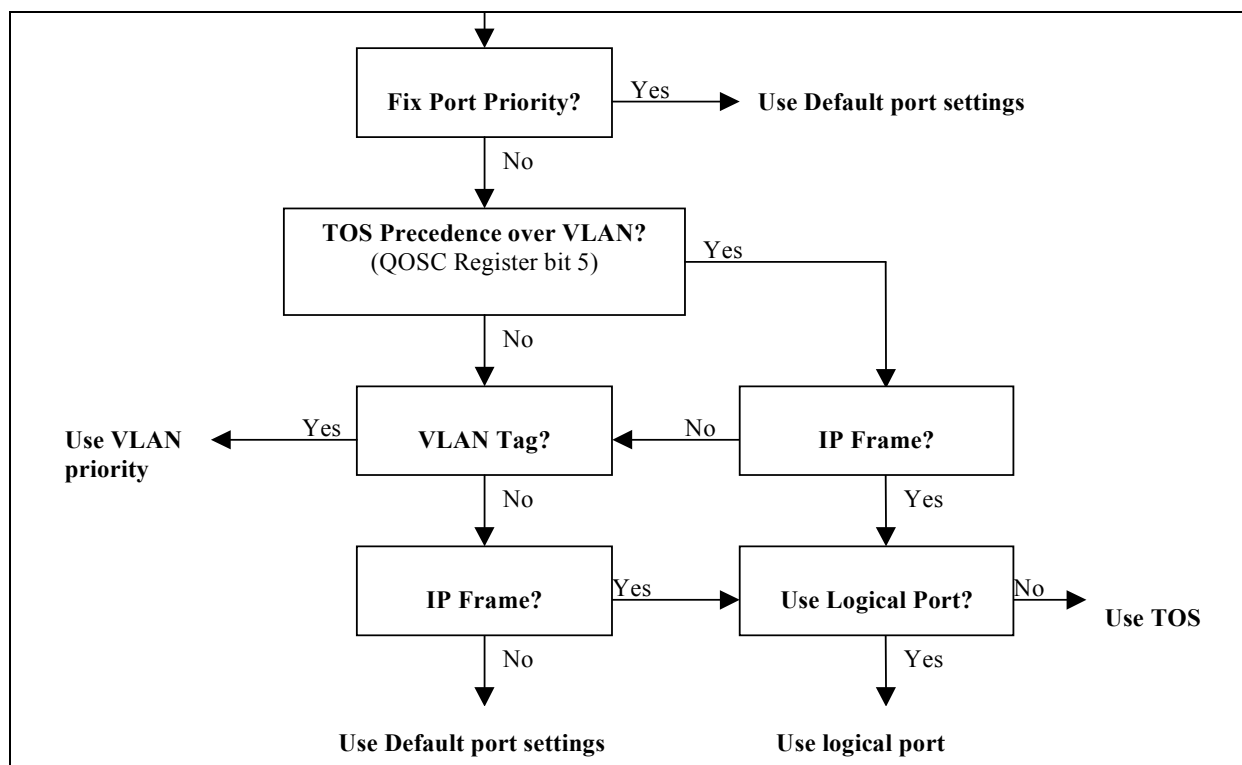 Fix Port Priority?
Yes
Use Default port settings
No
TOS Precedence over VLAN?
(QOSC Register bit 5)
Yes
No
Use VLAN
priority
Yes
VLAN Tag?
No
IP Frame?
No
Yes
IP Frame?
Yes
Use Logical Port?
No
Use TOS
No
Yes
Use Default port settings
Use logical port